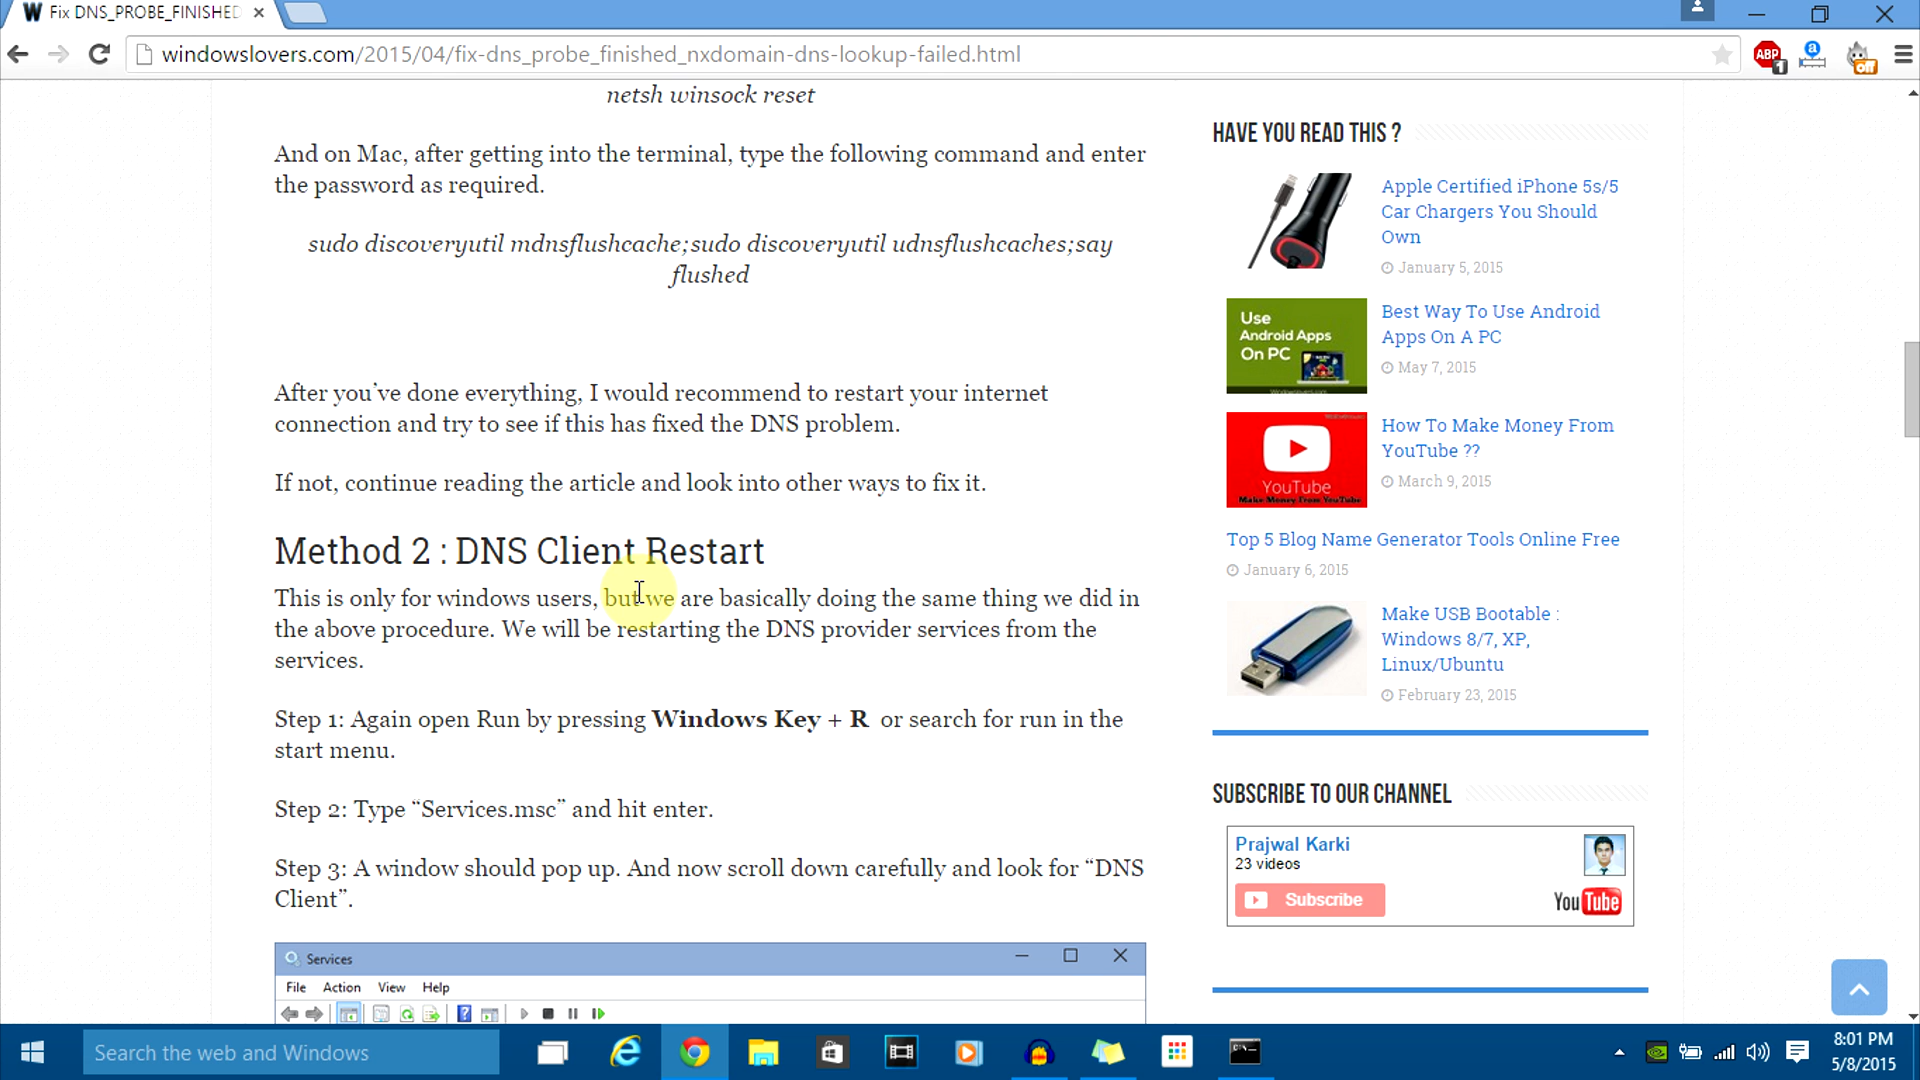 Fix DNS_PROBE_FINISHED
windowslovers.com/2015/04/fix-dns_probe_finished_nxdomain-dns-lookup-failed.html
ABP
1
a
off
netsh winsock reset
And on Mac, after getting into the terminal, type the following command and enter
the password as required.
sudo discoveryutil mdnsflushcache;sudo discoveryutil udnsflushcaches;say
flushed
After you’ve done everything, I would recommend to restart your internet
connection and try to see if this has fixed the DNS problem.
If not, continue reading the article and look into other ways to fix it.
Method 2 : DNS Client Restart
This is only for windows users, but we are basically doing the same thing we did in
the above procedure. We will be restarting the DNS provider services from the
services.
Step 1: Again open Run by pressing Windows Key + R or search for run in the
start menu.
Step 2: Type “Services.msc” and hit enter.
Step 3: A window should pop up. And now scroll down carefully and look for “DNS
Client”.
Services
File Action View Help
HAVE YOU READ THIS ?
Apple Certified iPhone 5s/5
Car Chargers You Should
Own
January 5, 2015
Use
Android Apps
On PC
Best Way To Use Android
Apps On A PC
May 7, 2015
YouTube
Make Money From YouTube
How To Make Money From
YouTube ??
March 9, 2015
Top 5 Blog Name Generator Tools Online Free
January 6, 2015
Make USB Bootable :
Windows 8/7, XP,
Linux/Ubuntu
February 23, 2015
SUBSCRIBE TO OUR CHANNEL
Prajwal Karki
23 videos
Subscribe
YouTube
Search the web and Windows
8:01 PM
5/8/2015